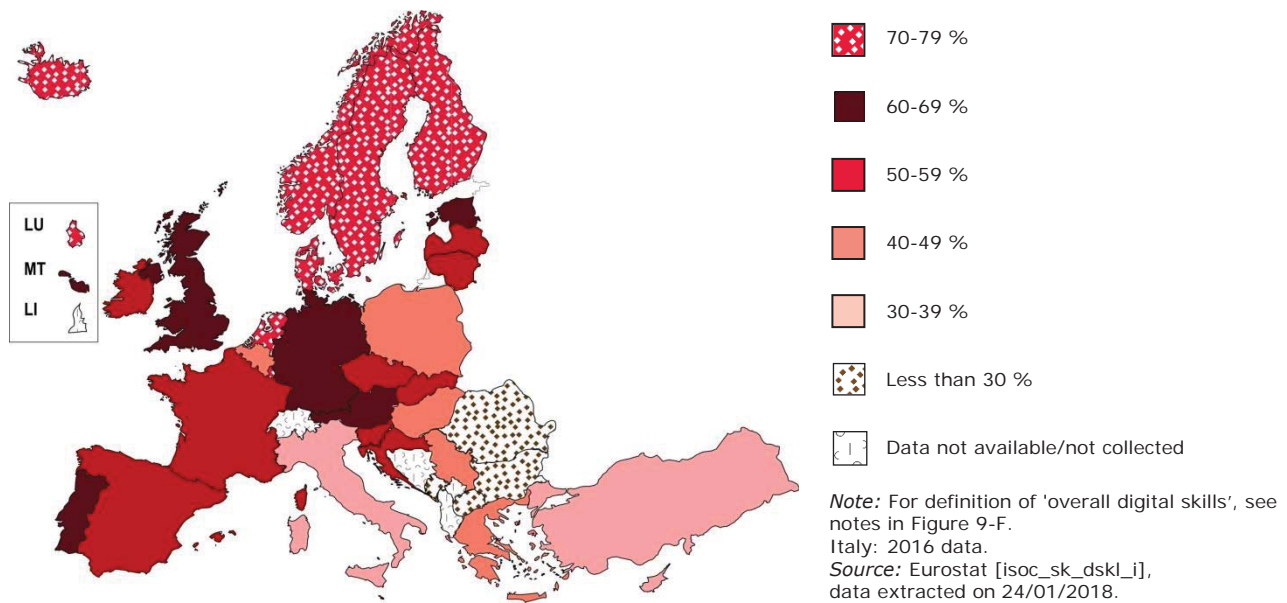 LU
MT
LI
70-79 %
60-69 %
50-59 %
40-49 %
30-39 %
Less than 30 %
Data not available/not collected
Note: For definition of 'overall digital skills', see
notes in Figure 9-F.
Italy: 2016 data.
Source: Eurostat [isoc_sk_dskl_i],
data extracted on 24/01/2018.